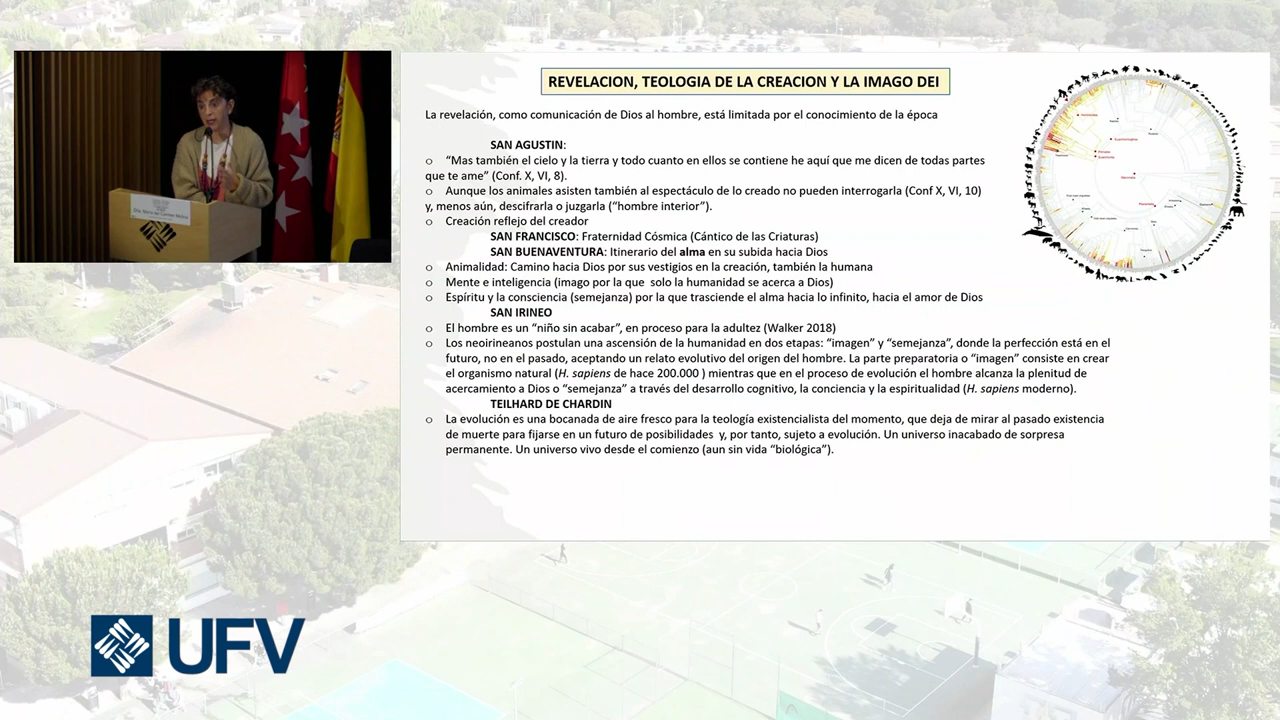 REVELACION, TEOLOGIA DE LA CREACION Y LA IMAGO DEI
La revelación, como comunicación de Dios al hombre, está limitada por el conocimiento de la época
SAN AGUSTIN:
o “Mas también el cielo y la tierra y todo cuanto en ellos se contiene he aquí que me dicen de todas partes
que te ame” (Conf. X, VI, 8).
o Aunque los animales asisten también al espectáculo de lo creado no pueden interrogarla (Conf X, VI, 10)
y, menos aún, descifrarla o juzgarla (“hombre interior”).
o Creación reflejo del creador
SAN FRANCISCO: Fraternidad Cósmica (Cántico de las Criaturas)
SAN BUENAVENTURA: Itinerario del alma en su subida hacia Dios
o Animalidad: Camino hacia Dios por sus vestigios en la creación, también la humana
o Mente e inteligencia (imago por la que solo la humanidad se acerca a Dios)
o Espíritu y la consciencia (semejanza) por la que trasciende el alma hacia lo infinito, hacia el amor de Dios
SAN IRINEO
o El hombre es un “niño sin acabar”, en proceso para la adultez (Walker 2018)
o Los neoirineanos postulan una ascensión de la humanidad en dos etapas: “imagen” y “semejanza”, donde la perfección está en el
futuro, no en el pasado, aceptando un relato evolutivo del origen del hombre. La parte preparatoria o “imagen” consiste en crear
el organismo natural (H. sapiens de hace 200.000 ) mientras que en el proceso de evolución el hombre alcanza la plenitud de
acercamiento a Dios o “semejanza” a través del desarrollo cognitivo, la conciencia y la espiritualidad (H. sapiens moderno).
TEILHARD DE CHARDIN
o La evolución es una bocanada de aire fresco para la teología existencialista del momento, que deja de mirar al pasado existencia
de muerte para fijarse en un futuro de posibilidades y, por tanto, sujeto a evolución. Un universo inacabado de sorpresa
permanente. Un universo vivo desde el comienzo (aun sin vida “biológica”).
UFV